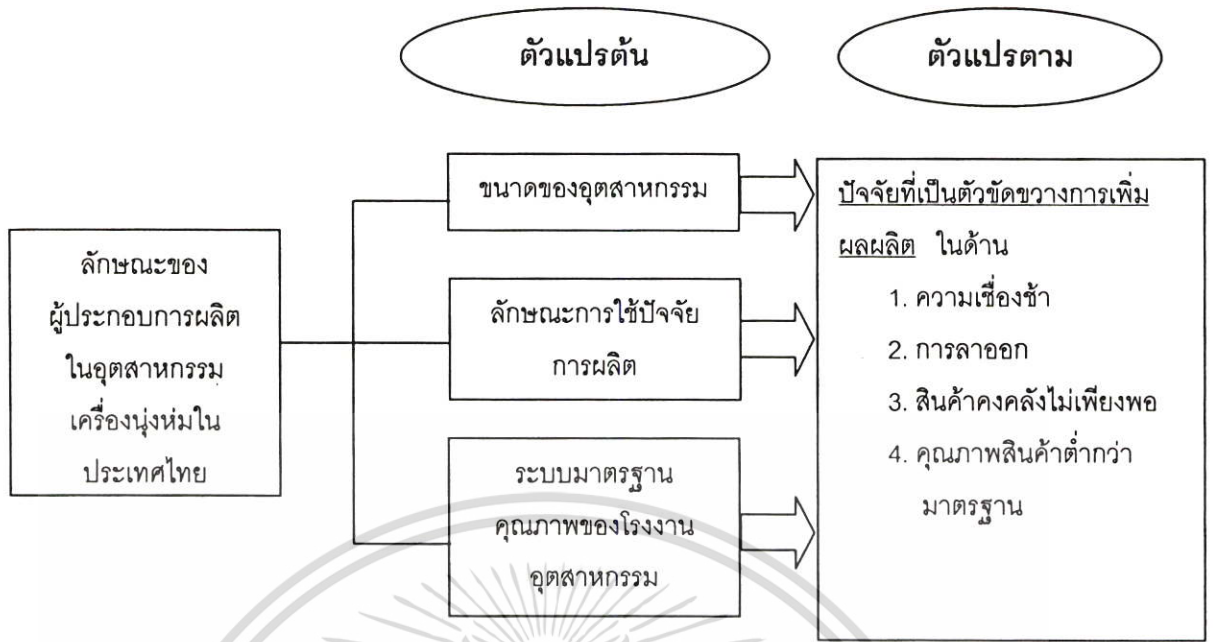 ตัวแปรต้น
ตัวแปรตาม
ลักษณะของ
ผู้ประกอบการผลิต
ในอุตสาหกรรม
เครื่องนุ่งห่มใน
ประเทศไทย
ขนาดของอุตสาหกรรม
ลักษณะการใช้ปัจจัย
การผลิต
ระบบมาตรฐาน
คุณภาพของโรงงาน
อุตสาหกรรม
ปัจจัยที่เป็นตัวขัดขวางการเพิ่ม
ผลผลิต ในด้าน
1. ความเชื่องช้า
2. การลาออก
3. สินค้าคงคลังไม่เพียงพอ
4. คุณภาพสินค้าต่ำกว่า
มาตรฐาน